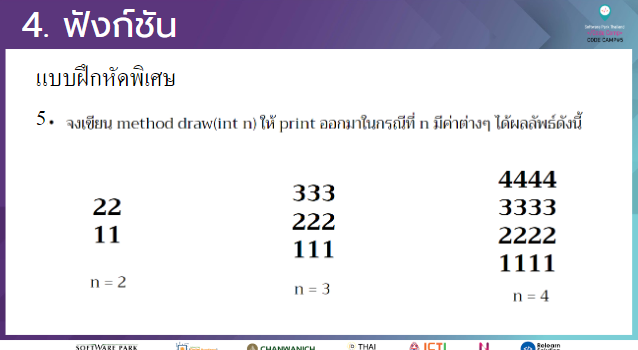 4. ฟังก์ชัน
CODE CAMPUS
แบบฝึกหัดพิเศษ
5. จงเขียน method draw(int n) ให้ print ออกมาในกรณีที่ n มีค่าต่างๆ ได้ผลลัพธ์ดังนี้
22
11
n = 2
333
222
111
n = 3
4444
3333
2222
1111
n = 4
SOFTWARE PARK
CHANWANICH
THAI